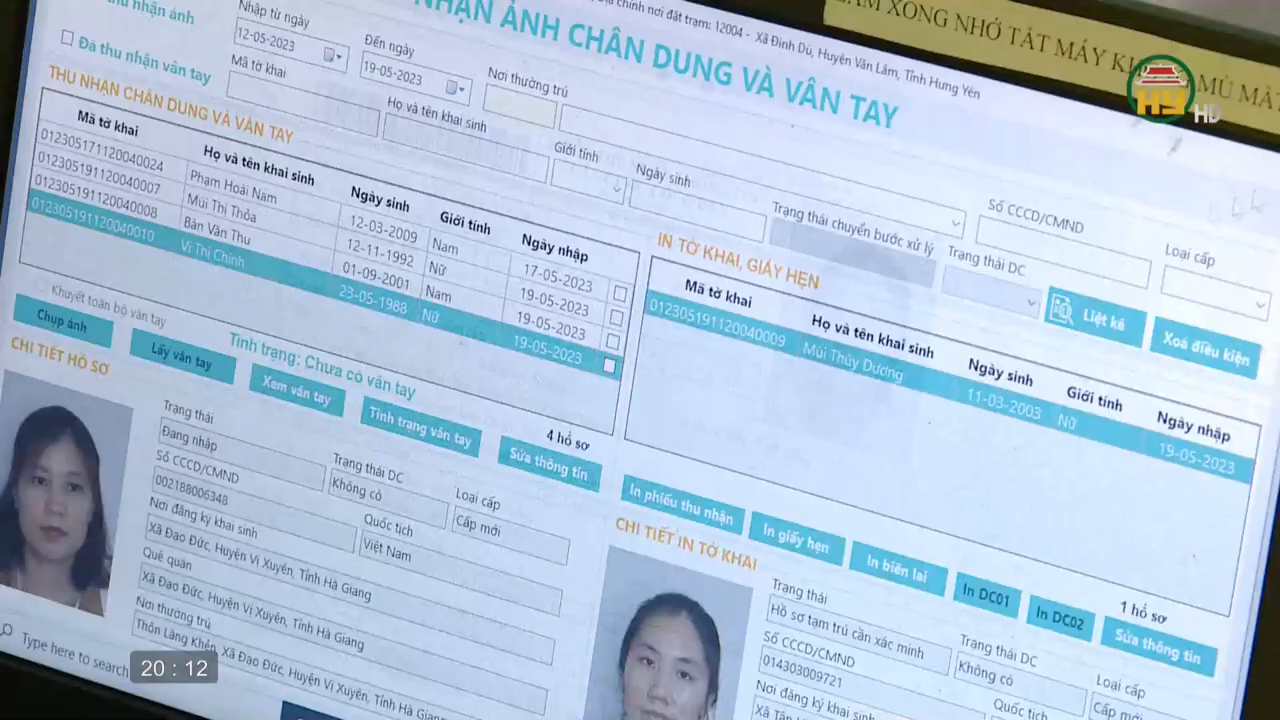 LÀM XONG NHỚ TẮT MÁY
HY HD
chính nơi đặt trạm: 12004 - Xã Đình Dù, Huyện Văn Lâm, Tỉnh Hưng Yên
NHẬN ẢNH CHÂN DUNG VÀ VÂN TAY
nhận ảnh
Đã thu nhận vân tay
Nhập từ ngày
12-05-2023
Đến ngày
19-05-2023
Mã tờ khai
Họ và tên khai sinh
Nơi thường trú
Giới tính
Ngày sinh
Trạng thái chuyển bước xử lý
Trạng thái DC
Số CCCD/CMND
Loại cấp
Liệt kê
Xoá điều kiện
THU NHẬN CHÂN DUNG VÀ VÂN TAY
Mã tờ khai Họ và tên khai sinh Ngày sinh Giới tính Ngày nhập
012305171120040024 Phạm Hoài Nam 12-03-2009 Nam 17-05-2023
012305191120040007 Mùi Thị Thỏa 12-11-1992 Nữ 19-05-2023
012305191120040008 Bàn Văn Thu 01-09-2001 Nam 19-05-2023
012305191120040010 Vi Thị Chinh 23-05-1988 Nữ 19-05-2023
Khuyết toàn bộ vân tay
Tình trạng: Chưa có vân tay
4 hồ sơ
Chụp ảnh
Lấy vân tay
Xem vân tay
Tình trạng vân tay
Sửa thông tin
CHI TIẾT HỒ SƠ
Trạng thái
Đang nhập
Trạng thái DC
Không có
Loại cấp
Cấp mới
Số CCCD/CMND
002188006348
Quốc tịch
Việt Nam
Nơi đăng ký khai sinh
Xã Đạo Đức, Huyện Vị Xuyên, Tỉnh Hà Giang
Quê quán
Xã Đạo Đức, Huyện Vị Xuyên, Tỉnh Hà Giang
Nơi thường trú
Thôn Làng Khẻn, Xã Đạo Đức, Huyện Vị Xuyên, Tỉnh Hà Giang
IN TỜ KHAI, GIẤY HẸN
Mã tờ khai Họ và tên khai sinh Ngày sinh Giới tính Ngày nhập
012305191120040009 Mùi Thùy Dương 11-03-2003 Nữ 19-05-2023
1 hồ sơ
In phiếu thu nhận
In giấy hẹn
In biên lai
In DC01
In DC02
Sửa thông tin
CHI TIẾT IN TỜ KHAI
Trạng thái
Hồ sơ tạm trú cần xác minh
Trạng thái DC
Không có
Loại cấp
Cấp mới
Số CCCD/CMND
014303009721
Quốc tịch
Nơi đăng ký khai sinh
Type here to search
20 : 12